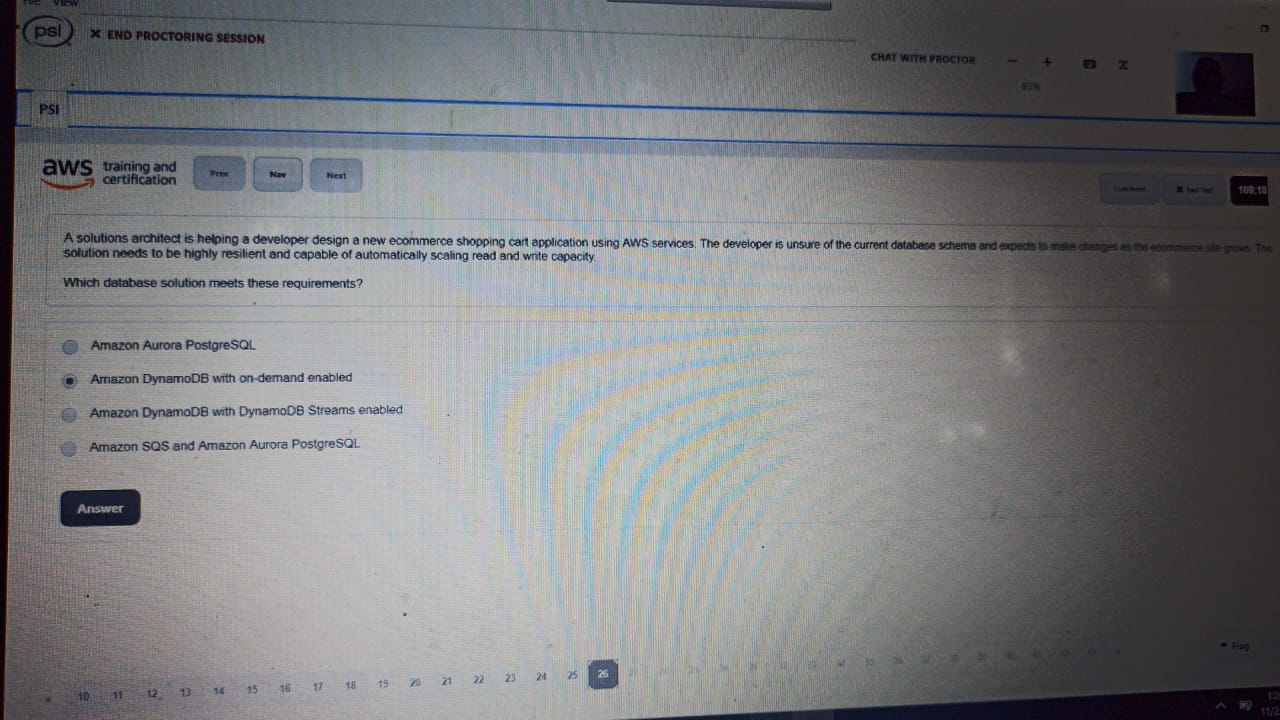 File View
psi
× END PROCTORING SESSION
CHAT WITH PROCTOR
83%
PSI
aws training and
certification
Prev
Nav
Next
Comment
× End Test
109:18
A solutions architect is helping a developer design a new ecommerce shopping cart application using AWS services. The developer is unsure of the current database schema and expects to make changes as the ecommerce site grows. The
solution needs to be highly resilient and capable of automatically scaling read and write capacity.
Which database solution meets these requirements?
Amazon Aurora PostgreSQL
Amazon DynamoDB with on-demand enabled
Amazon DynamoDB with DynamoDB Streams enabled
Amazon SQS and Amazon Aurora PostgreSQL
Answer
Flag
10 11 12 13 14 15 16 17 18 19 20 21 22 23 24 25 26